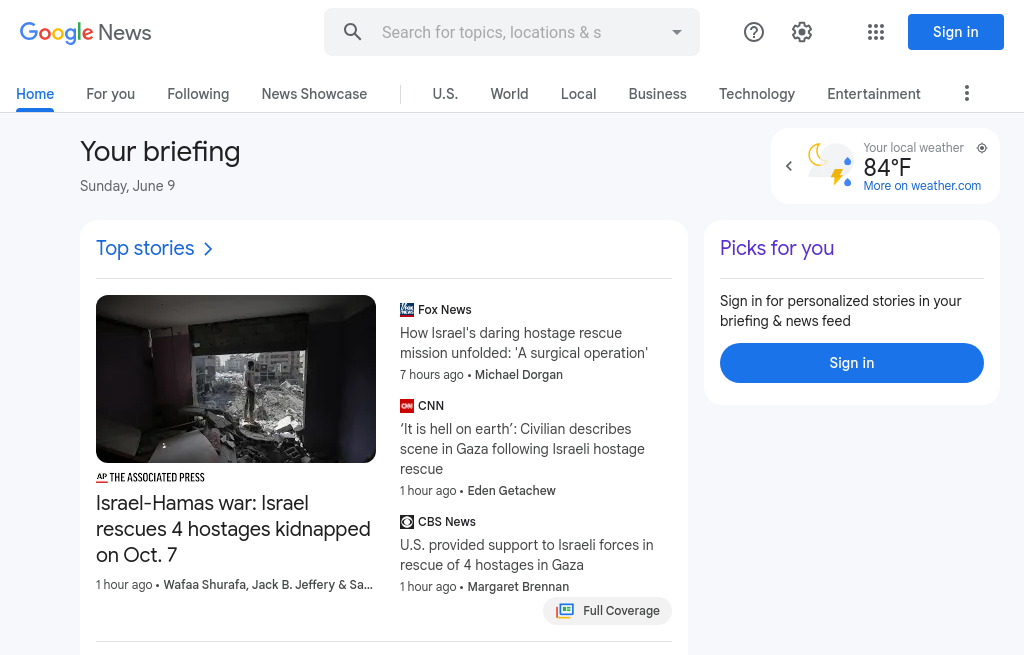 Google News
Search for topics, locations & s
Sign in
Home
For you
Following
News Showcase
U.S.
World
Local
Business
Technology
Entertainment
Your briefing
Sunday, June 9
Your local weather
84°F
More on weather.com
Top stories
Picks for you
Sign in for personalized stories in your
briefing & news feed
Sign in
AP THE ASSOCIATED PRESS
Israel-Hamas war: Israel
rescues 4 hostages kidnapped
on Oct. 7
1 hour ago • Wafaa Shurafa, Jack B. Jeffery & Sa...
Fox News
How Israel's daring hostage rescue
mission unfolded: 'A surgical operation'
7 hours ago • Michael Dorgan
CNN
CNN
‘It is hell on earth’: Civilian describes
scene in Gaza following Israeli hostage
rescue
1 hour ago • Eden Getachew
CBS News
U.S. provided support to Israeli forces in
rescue of 4 hostages in Gaza
1 hour ago • Margaret Brennan
Full Coverage